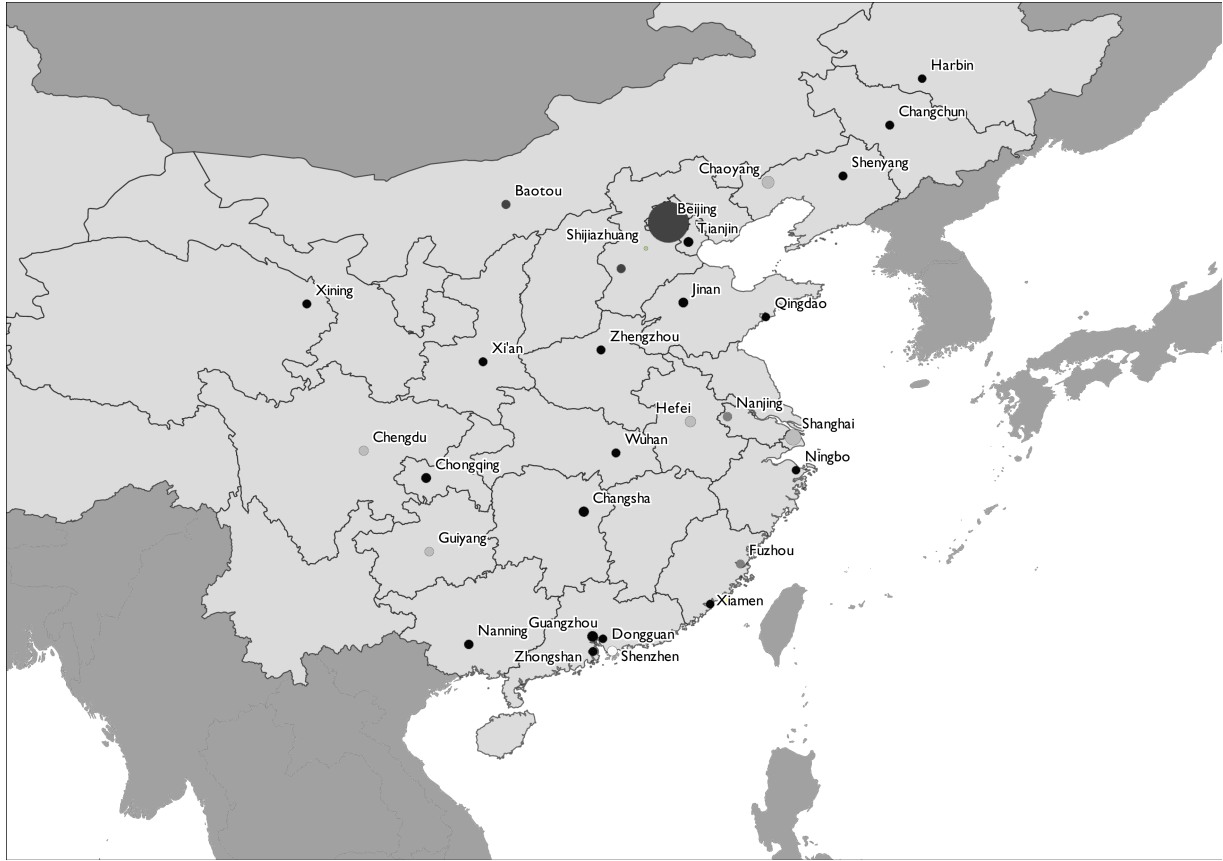 Harbin
Changchun
Shenyang
Chaoyang
Baotou
Beijing
Tianjin
Shijiazhuang
Xining
Jinan
Qingdao
Zhengzhou
Xi'an
Nanjing
Hefei
Shanghai
Chengdu
Wuhan
Ningbo
Chongqing
Changsha
Guiyang
Fuzhou
Xiamen
Guangzhou
Nanning
Dongguan
Zhongshan
Shenzhen